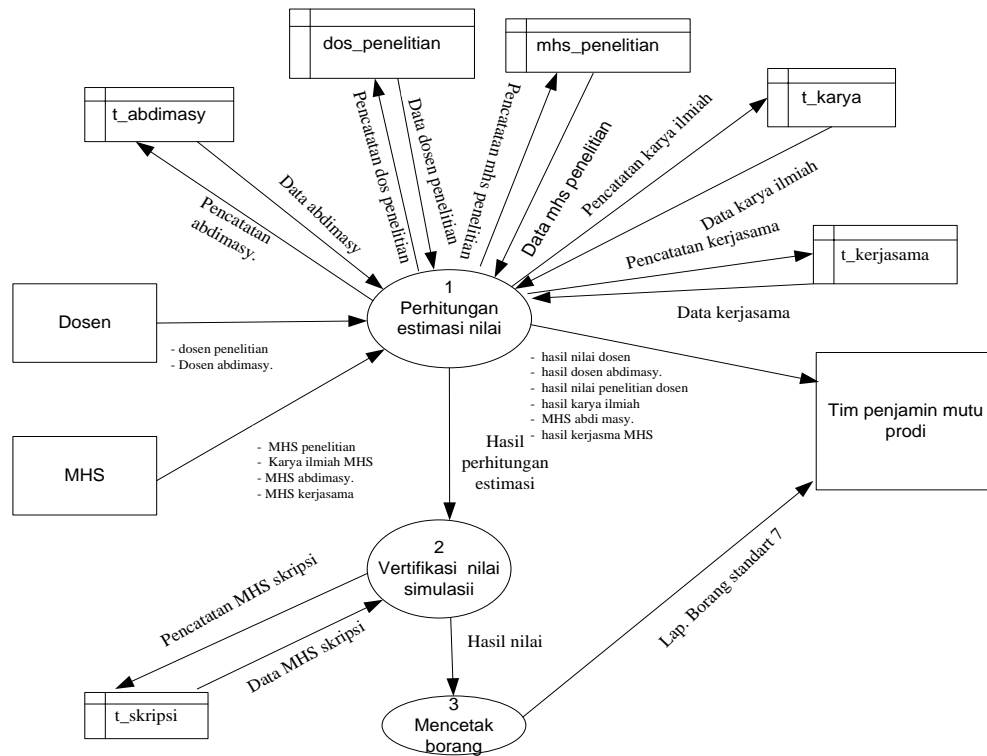 dos_penelitian
mhs_penelitian
t_abdimasy
t_karya
t_kerjasama
Pencatatan
abdimasy.
Data abdimasy
Pencatatan dos penelitian
Data dosen penelitian
Pencatatan mhs penelitian
Data mhs penelitian
Pencatatan karya ilmiah
Data karya ilmiah
Pencatatan kerjasama
Data kerjasama
Dosen
- dosen penelitian
- Dosen abdimasy.
1
Perhitungan
estimasi nilai
- hasil nilai dosen
- hasil dosen abdimasy.
- hasil nilai penelitian dosen
- hasil karya ilmiah
- MHS abdi masy.
- hasil kerjasma MHS
Tim penjamin mutu
prodi
MHS
- MHS penelitian
- Karya ilmiah MHS
- MHS abdimasy.
- MHS kerjasama
Hasil
perhitungan
estimasi
2
Vertifikasi nilai
simulasii
Pencatatan MHS skripsi
Data MHS skripsi
t_skripsi
Hasil nilai
3
Mencetak
borang
Lap. Borang standart 7